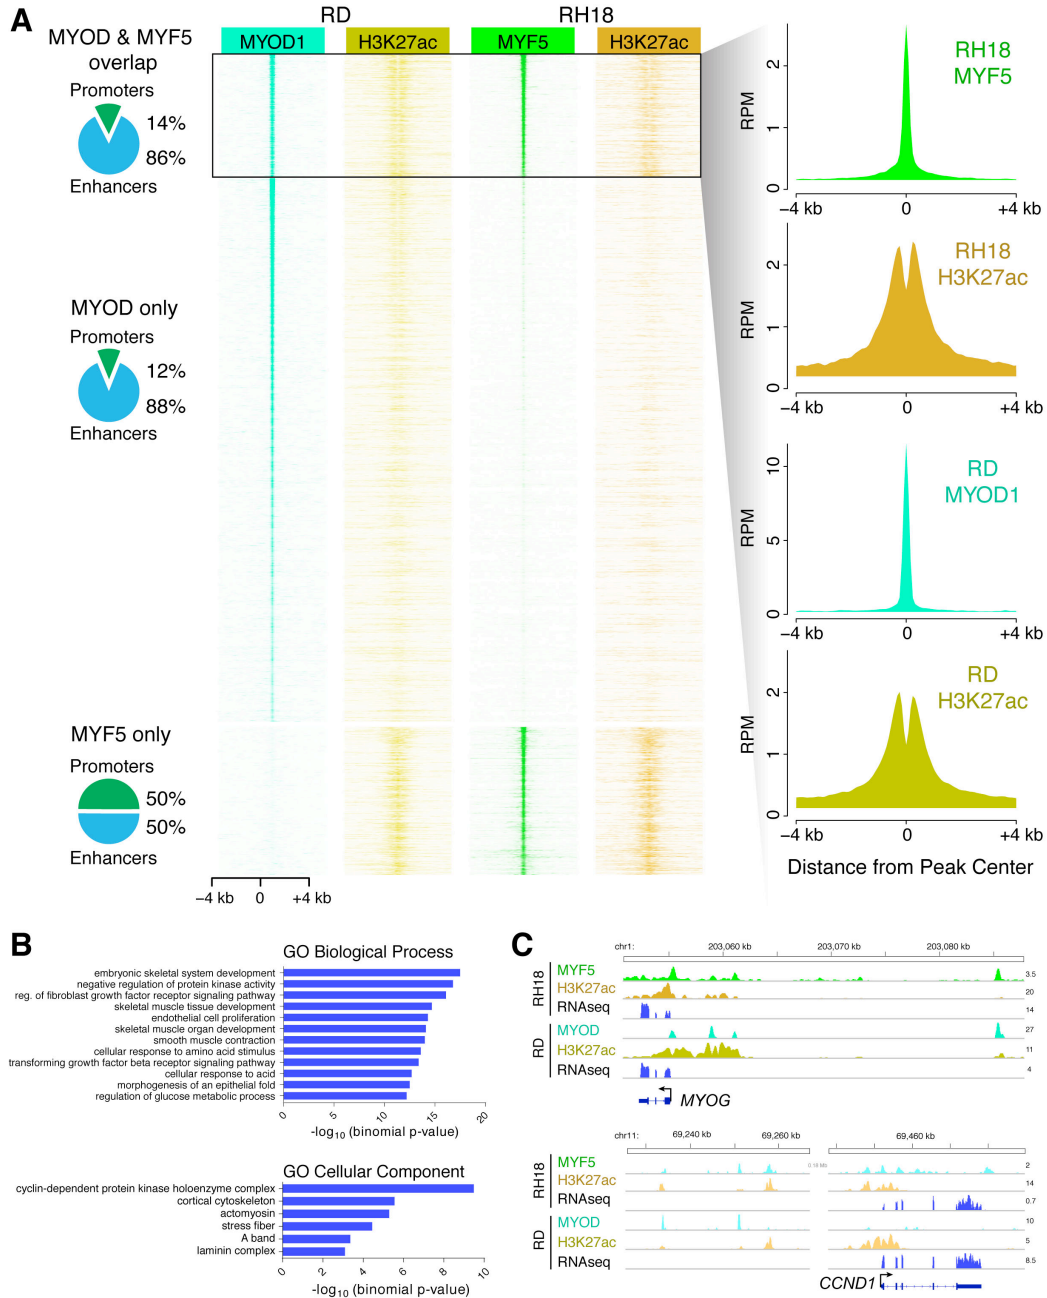 A
RD
RH18
MYOD & MYF5
overlap
MYOD1
H3K27ac
MYF5
H3K27ac
Promoters
14%
86%
Enhancers
MYOD only
Promoters
12%
88%
Enhancers
MYF5 only
Promoters
50%
50%
Enhancers
−4 kb
0
+4 kb
RH18
MYF5
RPM
2
1
0
−4 kb
0
+4 kb
RH18
H3K27ac
RPM
2
1
0
−4 kb
0
+4 kb
RD
MYOD1
RPM
10
5
0
−4 kb
0
+4 kb
RD
H3K27ac
RPM
2
1
0
−4 kb
0
+4 kb
Distance from Peak Center
B
GO Biological Process
embryonic skeletal system development
negative regulation of protein kinase activity
reg. of fibroblast growth factor receptor signaling pathway
skeletal muscle tissue development
endothelial cell proliferation
skeletal muscle organ development
smooth muscle contraction
cellular response to amino acid stimulus
transforming growth factor beta receptor signaling pathway
cellular response to acid
morphogenesis of an epithelial fold
regulation of glucose metabolic process
0 5 10 15 20
-log10 (binomial p-value)
GO Cellular Component
cyclin-dependent protein kinase holoenzyme complex
cortical cytoskeleton
actomyosin
stress fiber
A band
laminin complex
0 2 4 6 8 10
-log10 (binomial p-value)
C
chr1: 203,060 kb 203,070 kb 203,080 kb
RH18
MYF5 3.5
H3K27ac 20
RNAseq 14
RD
MYOD 27
H3K27ac 11
RNAseq 4
MYOG
chr11: 69,240 kb 69,260 kb 69,460 kb
0.16 Mb
RH18
MYF5 2
H3K27ac 14
RNAseq 0.7
RD
MYOD 10
H3K27ac 5
RNAseq 8.5
CCND1